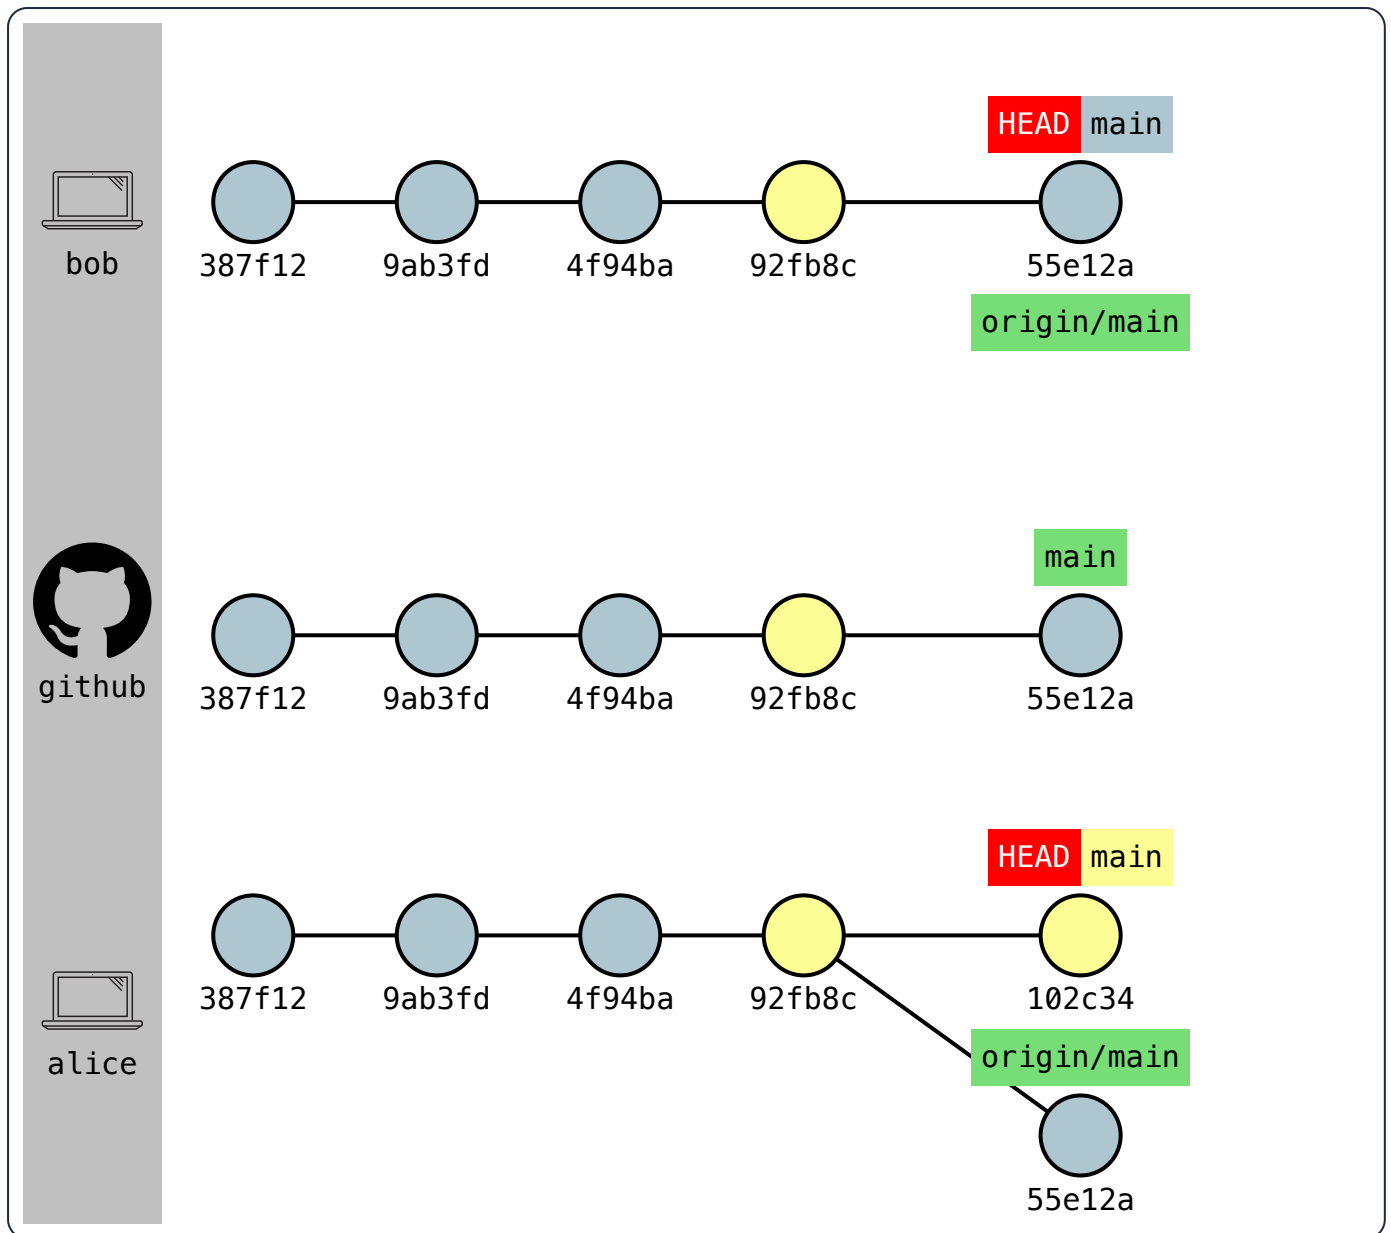 HEAD main
bob
387f12 9ab3fd 4f94ba 92fb8c 55e12a
origin/main
main
github
387f12 9ab3fd 4f94ba 92fb8c 55e12a
HEAD main
387f12 9ab3fd 4f94ba 92fb8c 102c34
alice
origin/main
55e12a